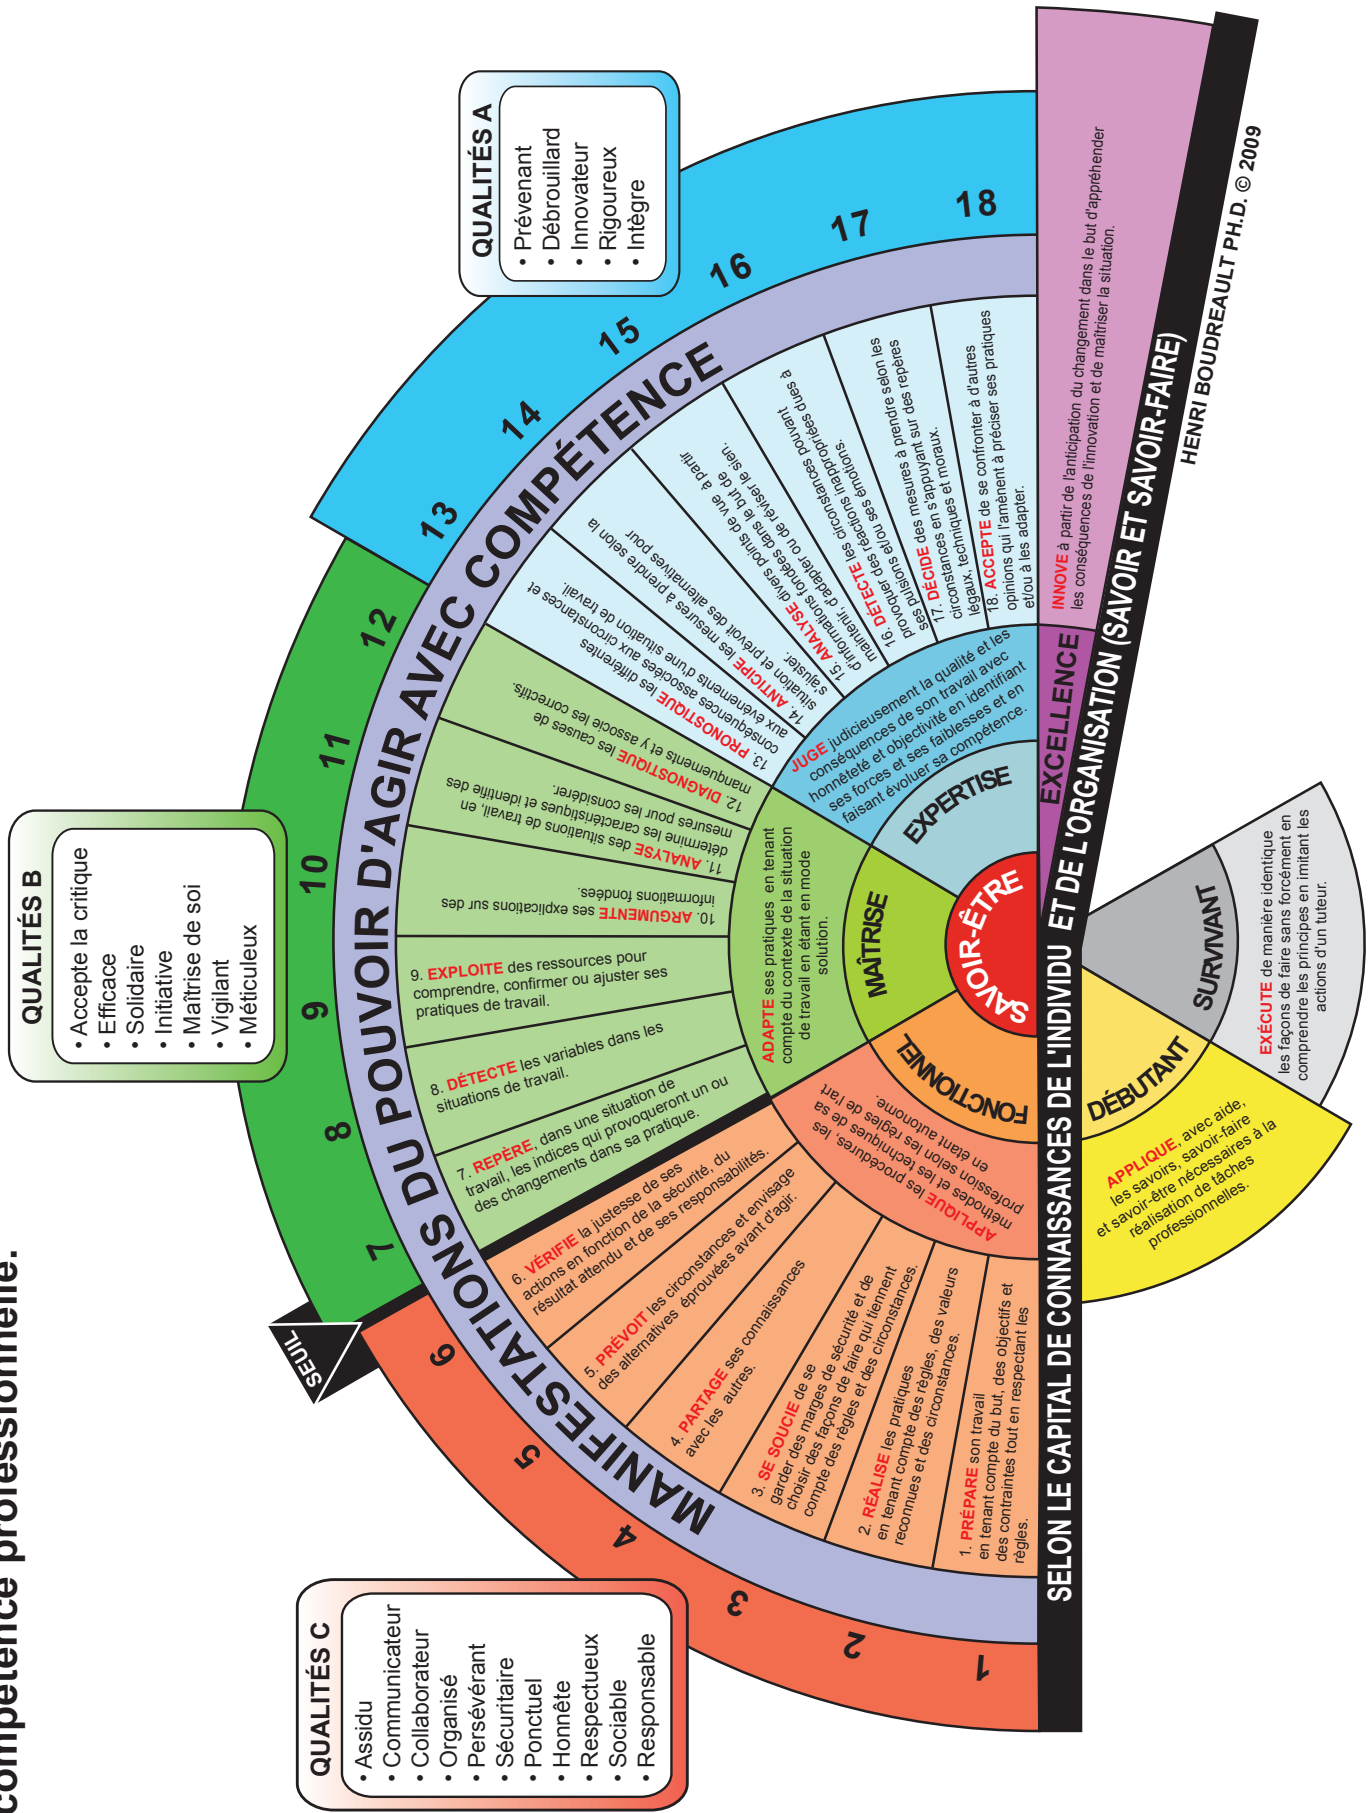 compétence professionnelle.
QUALITÉS C
• Assidu
• Communicateur
• Collaborateur
• Organisé
• Persévérant
• Sécuritaire
• Ponctuel
• Honnête
• Respectueux
• Sociable
• Responsable
QUALITÉS B
• Accepte la critique
• Efficace
• Solidaire
• Initiative
• Maîtrise de soi
• Vigilant
• Méticuleux
QUALITÉS A
• Prévenant
• Débrouillard
• Innovateur
• Rigoureux
• Intègre
SEUIL
1
2
3
4
5
6
7
8
9
10
11
12
13
14
15
16
17
18
MANIFESTATIONS DU POUVOIR D'AGIR AVEC COMPÉTENCE
1. PRÉPARE son travail
en tenant compte du but, des objectifs et
des contraintes tout en respectant les
règles.
2. RÉALISE les pratiques
en tenant compte des règles, des valeurs
reconnues et des circonstances.
3. SE SOUCIE de se
garder des marges de sécurité et de
choisir des façons de faire qui tiennent
compte des règles et des circonstances.
4. PARTAGE ses connaissances
avec les autres.
5. PRÉVOIT les circonstances et envisage
des alternatives éprouvées avant d'agir.
6. VÉRIFIE la justesse de ses
actions en fonction de la sécurité, du
résultat attendu et de ses responsabilités.
7. REPÈRE, dans une situation de
travail, les indices qui provoqueront un ou
des changements dans sa pratique.
8. DÉTECTE les variables dans les
situations de travail.
9. EXPLOITE des ressources pour
comprendre, confirmer ou ajuster ses
pratiques de travail.
10. ARGUMENTE ses explications sur des
informations fondées.
11. ANALYSE des situations de travail, en
détermine les caractéristiques et identifie des
mesures pour les considérer.
12. DIAGNOSTIQUE les causes de
manquements et y associe les correctifs.
13. PRONOSTIQUE les différentes
conséquences associées aux circonstances et
aux événements d'une situation de travail.
14. ANTICIPE les mesures à prendre selon la
situation et prévoit des alternatives pour
s'ajuster.
15. ANALYSE divers points de vue à partir
d'informations fondées dans le but de
maintenir, d'adapter ou de réviser le sien.
16. DÉTECTE les circonstances pouvant
provoquer des réactions inappropriées dues à
ses pulsions et/ou ses émotions.
17. DÉCIDE des mesures à prendre selon les
circonstances en s'appuyant sur des repères
légaux, techniques et moraux.
18. ACCEPTE de se confronter à d'autres
opinions qui l'amènent à préciser ses pratiques
et/ou à les adapter.
APPLIQUE les procédures, les
méthodes et les techniques de sa
profession selon les règles de l'art
en étant autonome.
ADAPTE ses pratiques en tenant
compte du contexte de la situation
de travail en étant en mode
solution.
JUGE judicieusement la qualité et les
conséquences de son travail avec
honnêteté et objectivité en identifiant
ses forces et ses faiblesses et en
faisant évoluer sa compétence.
FONCTIONNEL
MAÎTRISE
EXPERTISE
SAVOIR-ÊTRE
EXCELLENCE
INNOVE à partir de l'anticipation du changement dans le but d'appréhender
les conséquences de l'innovation et de maîtriser la situation.
SELON LE CAPITAL DE CONNAISSANCES DE L'INDIVIDU ET DE L'ORGANISATION (SAVOIR ET SAVOIR-FAIRE)
HENRI BOUDREAULT PH.D. © 2009
DÉBUTANT
APPLIQUE, avec aide,
les savoirs, savoir-faire
et savoir-être nécessaires à la
réalisation de tâches
professionnelles.
SURVIVANT
EXÉCUTE de manière identique
les façons de faire sans forcément en
comprendre les principes en imitant les
actions d'un tuteur.